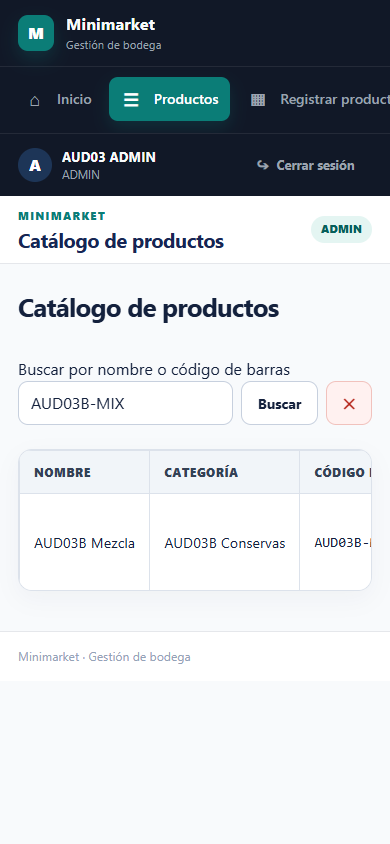 M
Minimarket
Gestión de bodega
Inicio
Productos
Registrar product
A
AUD03 ADMIN
ADMIN
Cerrar sesión
MINIMARKET
Catálogo de productos
ADMIN
Catálogo de productos
Buscar por nombre o código de barras
AUD03B-MIX
Buscar
NOMBRE
CATEGORÍA
CÓDIGO
AUD03B Mezcla
AUD03B Conservas
AUD03B-
Minimarket · Gestión de bodega